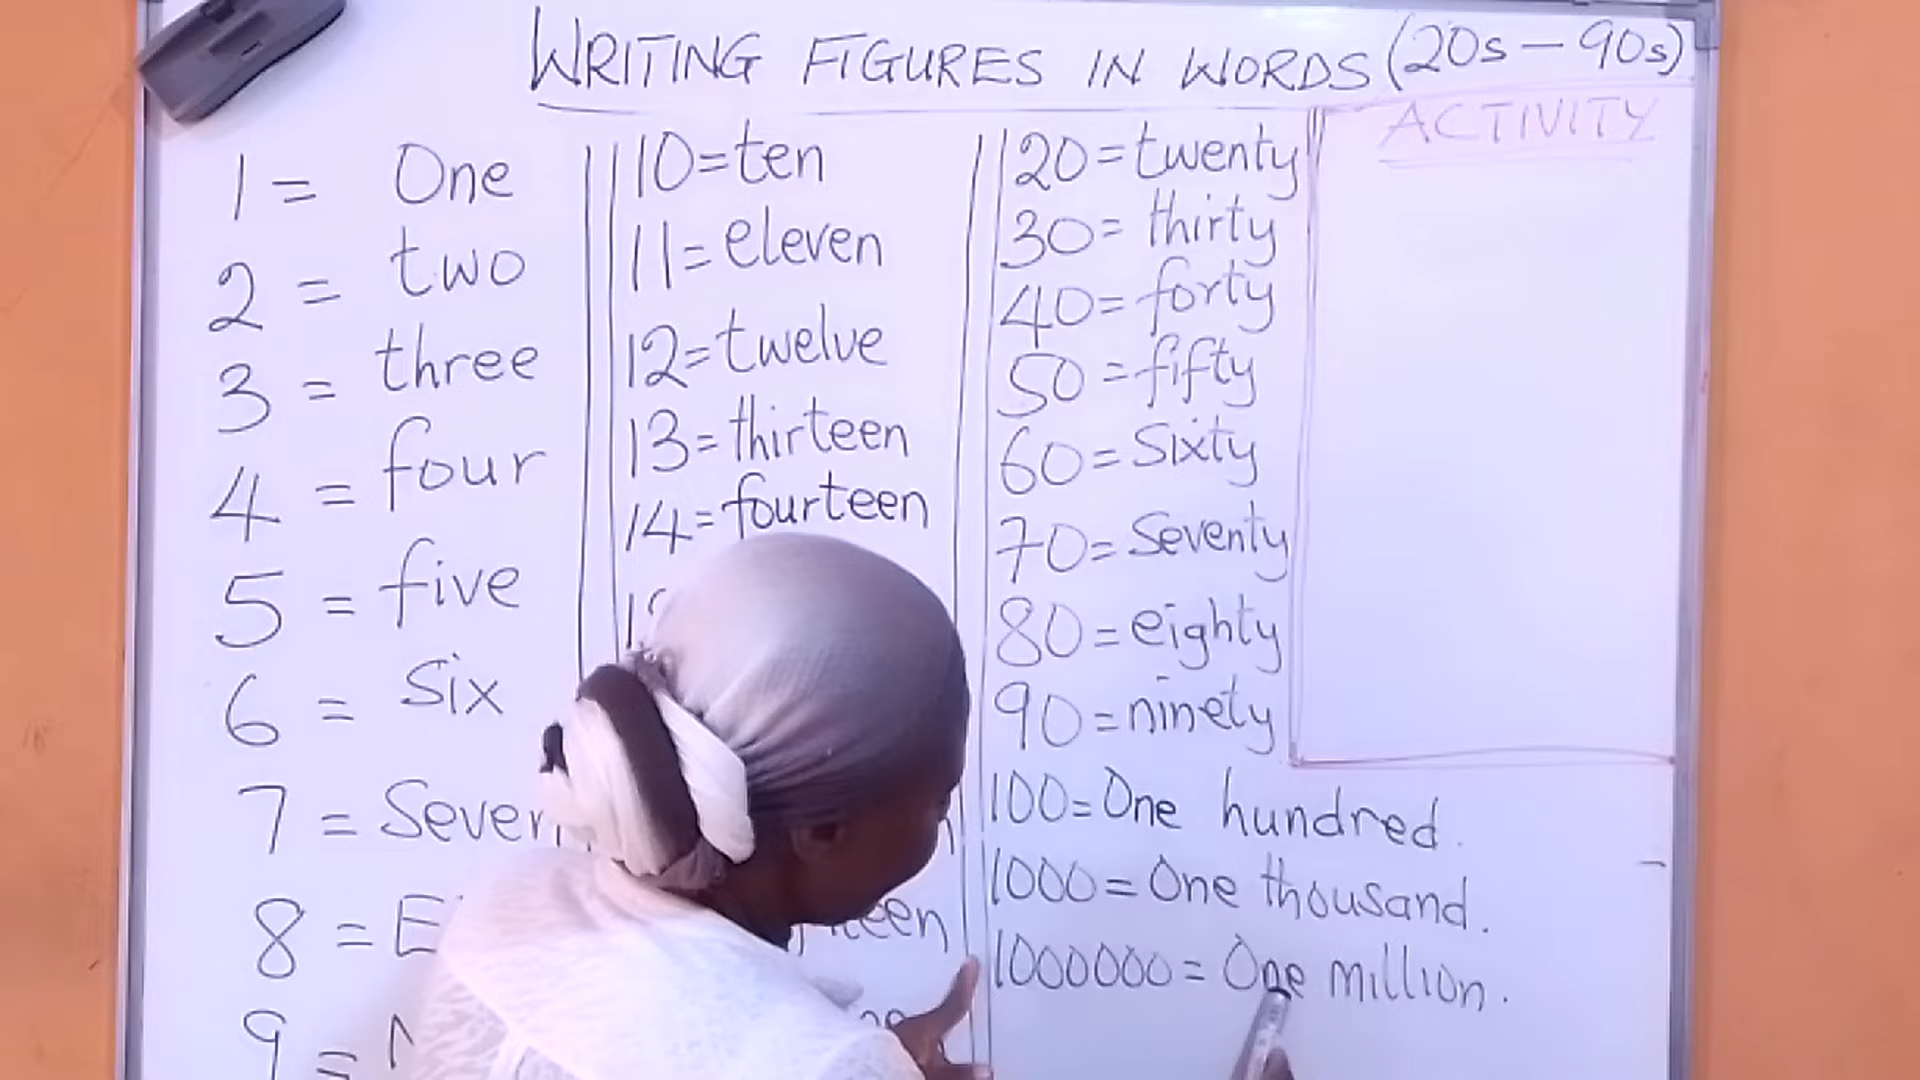 WRITING FIGURES IN WORDS (20s — 90s)
1 = One
2 = two
3 = three
4 = four
5 = five
6 = six
7 = Seven
8 =
9 =
10 = ten
11 = eleven
12 = twelve
13 = thirteen
14 = fourteen
20 = twenty
30 = thirty
40 = forty
50 = fifty
60 = Sixty
70 = Seventy
80 = eighty
90 = ninety
100 = One hundred.
1000 = One thousand.
1000000 = One million.
ACTIVITY